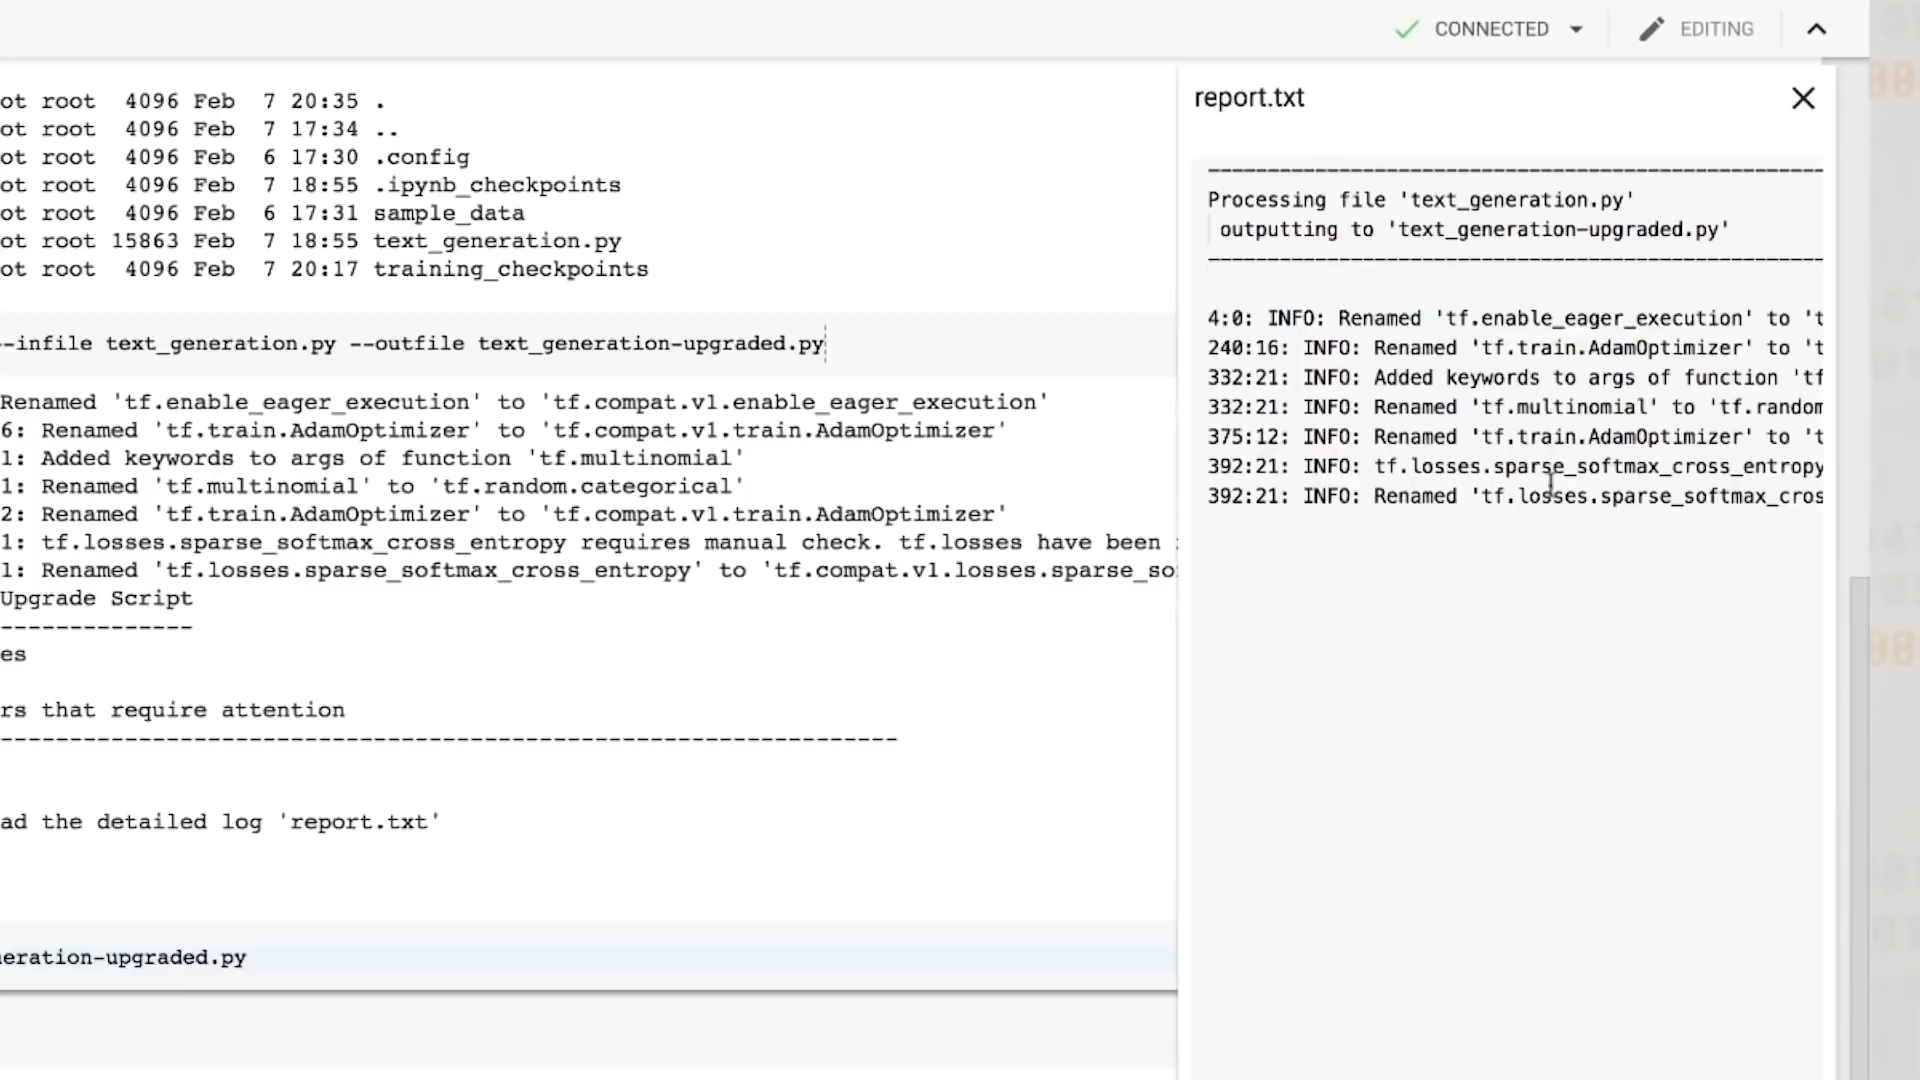 CONNECTED
EDITING
ot root 4096 Feb 7 20:35 .
ot root 4096 Feb 7 17:34 ..
ot root 4096 Feb 6 17:30 .config
ot root 4096 Feb 7 18:55 .ipynb_checkpoints
ot root 4096 Feb 6 17:31 sample_data
ot root 15863 Feb 7 18:55 text_generation.py
ot root 4096 Feb 7 20:17 training_checkpoints
--infile text_generation.py --outfile text_generation-upgraded.py
Renamed 'tf.enable_eager_execution' to 'tf.compat.v1.enable_eager_execution'
6: Renamed 'tf.train.AdamOptimizer' to 'tf.compat.v1.train.AdamOptimizer'
1: Added keywords to args of function 'tf.multinomial'
1: Renamed 'tf.multinomial' to 'tf.random.categorical'
2: Renamed 'tf.train.AdamOptimizer' to 'tf.compat.v1.train.AdamOptimizer'
1: tf.losses.sparse_softmax_cross_entropy requires manual check. tf.losses have been
1: Renamed 'tf.losses.sparse_softmax_cross_entropy' to 'tf.compat.v1.losses.sparse_so
Upgrade Script
--------------
es
rs that require attention
-----------------------------------------------------------------
ad the detailed log 'report.txt'
eration-upgraded.py
report.txt
----------------------------------------------------
Processing file 'text_generation.py'
outputting to 'text_generation-upgraded.py'
----------------------------------------------------
4:0: INFO: Renamed 'tf.enable_eager_execution' to 't
240:16: INFO: Renamed 'tf.train.AdamOptimizer' to 't
332:21: INFO: Added keywords to args of function 'tf
332:21: INFO: Renamed 'tf.multinomial' to 'tf.random
375:12: INFO: Renamed 'tf.train.AdamOptimizer' to 't
392:21: INFO: tf.losses.sparse_softmax_cross_entropy
392:21: INFO: Renamed 'tf.losses.sparse_softmax_cros